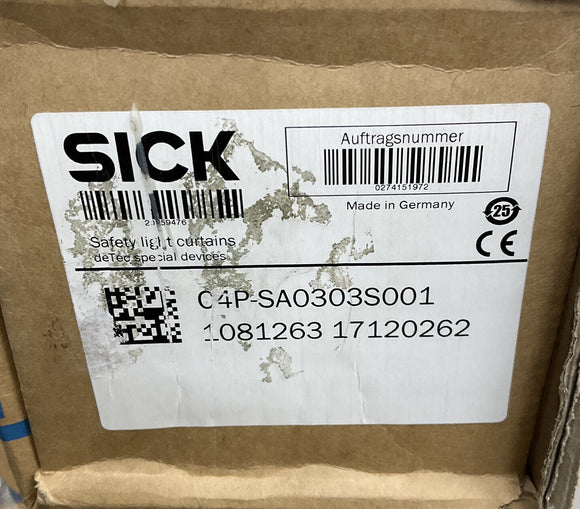 SICK
Auftragsnummer
0274151972
Made in Germany
25
Safety light curtains
deTec special devices
CE
C4P-SA0303S001
1081263 17120262